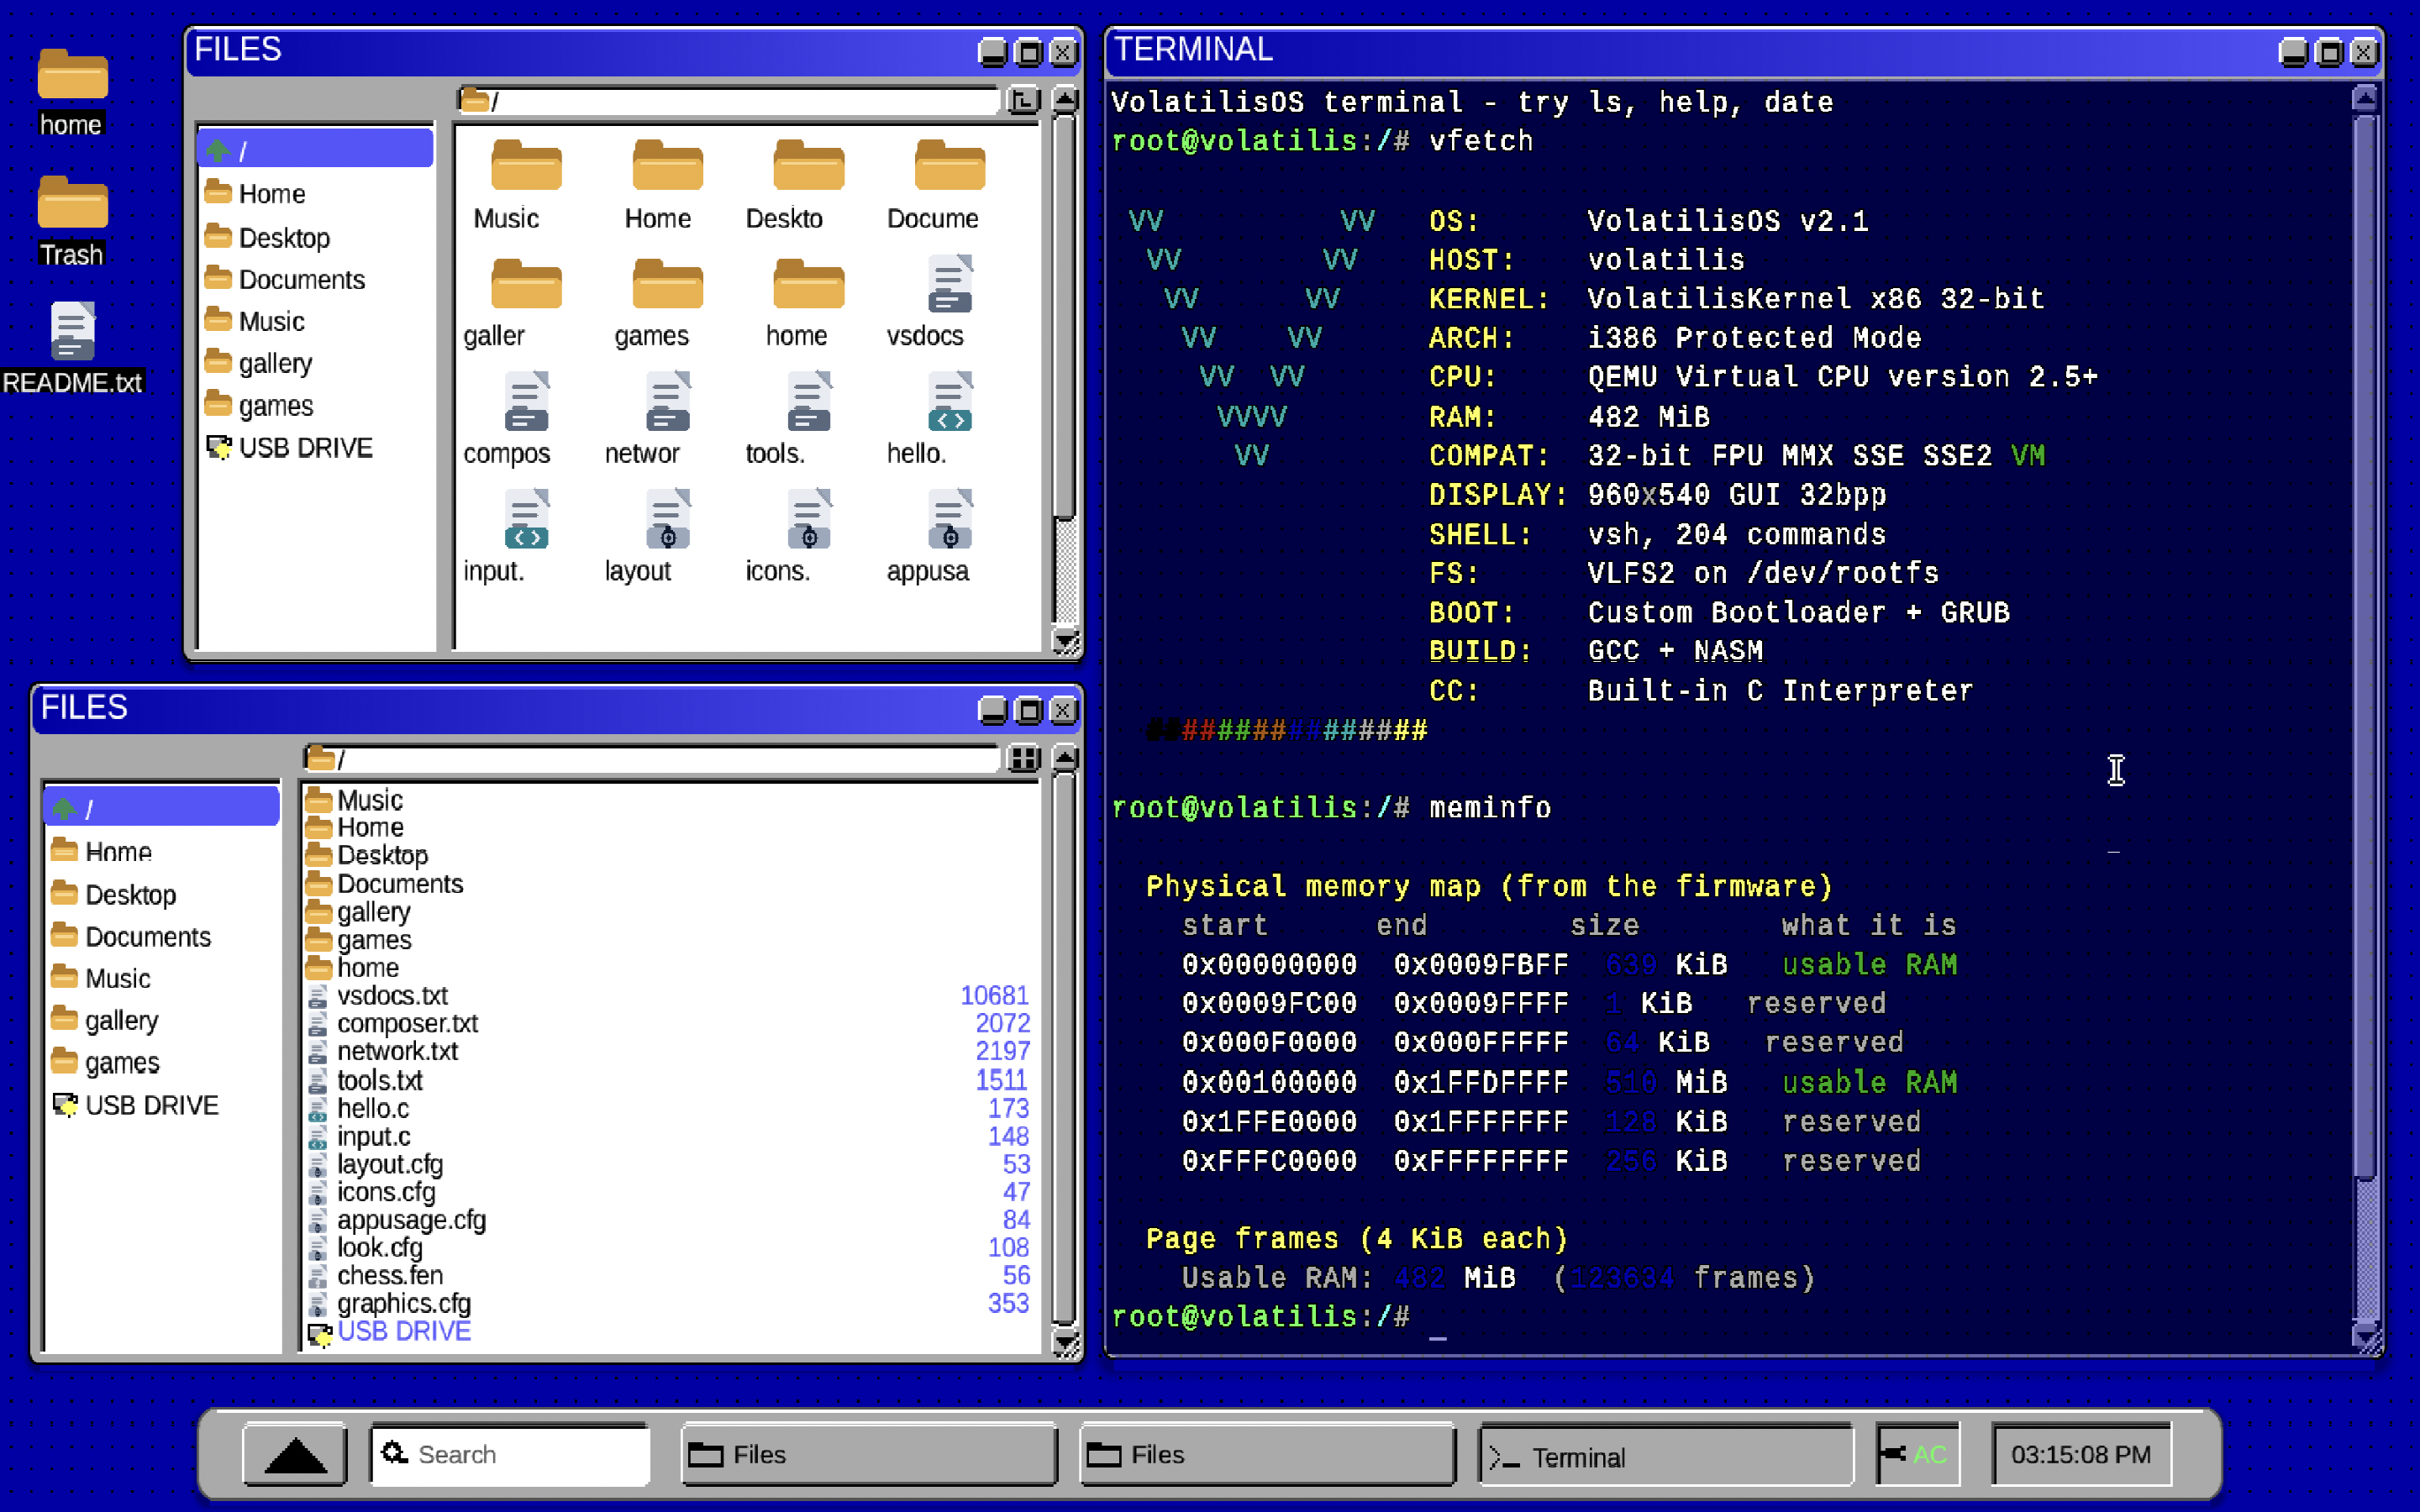 home
Trash
README.txt
FILES
/
/
Home
Desktop
Documents
Music
gallery
games
USB DRIVE
Music Home Deskto Docume
galler games home vsdocs
compos networ tools. hello.
input. layout icons. appusa
FILES
/
/
Home
Desktop
Documents
Music
gallery
games
USB DRIVE
Music
Home
Desktop
Documents
gallery
games
home
vsdocs.txt 10681
composer.txt 2072
network.txt 2197
tools.txt 1511
hello.c 173
input.c 148
layout.cfg 53
icons.cfg 47
appusage.cfg 84
look.cfg 108
chess.fen 56
graphics.cfg 353
USB DRIVE
TERMINAL
VolatilisOS terminal - try ls, help, date
root@volatilis:/# vfetch
VV VV OS: VolatilisOS v2.1
VV VV HOST: volatilis
VV VV KERNEL: VolatilisKernel x86 32-bit
VV VV ARCH: i386 Protected Mode
VV VV CPU: QEMU Virtual CPU version 2.5+
VVVV RAM: 482 MiB
VV COMPAT: 32-bit FPU MMX SSE SSE2 VM
DISPLAY: 960x540 GUI 32bpp
SHELL: vsh, 204 commands
FS: VLFS2 on /dev/rootfs
BOOT: Custom Bootloader + GRUB
BUILD: GCC + NASM
CC: Built-in C Interpreter
################
root@volatilis:/# meminfo
Physical memory map (from the firmware)
start end size what it is
0x00000000 0x0009FBFF 639 KiB usable RAM
0x0009FC00 0x0009FFFF 1 KiB reserved
0x000F0000 0x000FFFFF 64 KiB reserved
0x00100000 0x1FFDFFFF 510 MiB usable RAM
0x1FFE0000 0x1FFFFFFF 128 KiB reserved
0xFFFC0000 0xFFFFFFFF 256 KiB reserved
Page frames (4 KiB each)
Usable RAM: 482 MiB (123634 frames)
root@volatilis:/# _
Search
Files
Files
Terminal
AC
03:15:08 PM